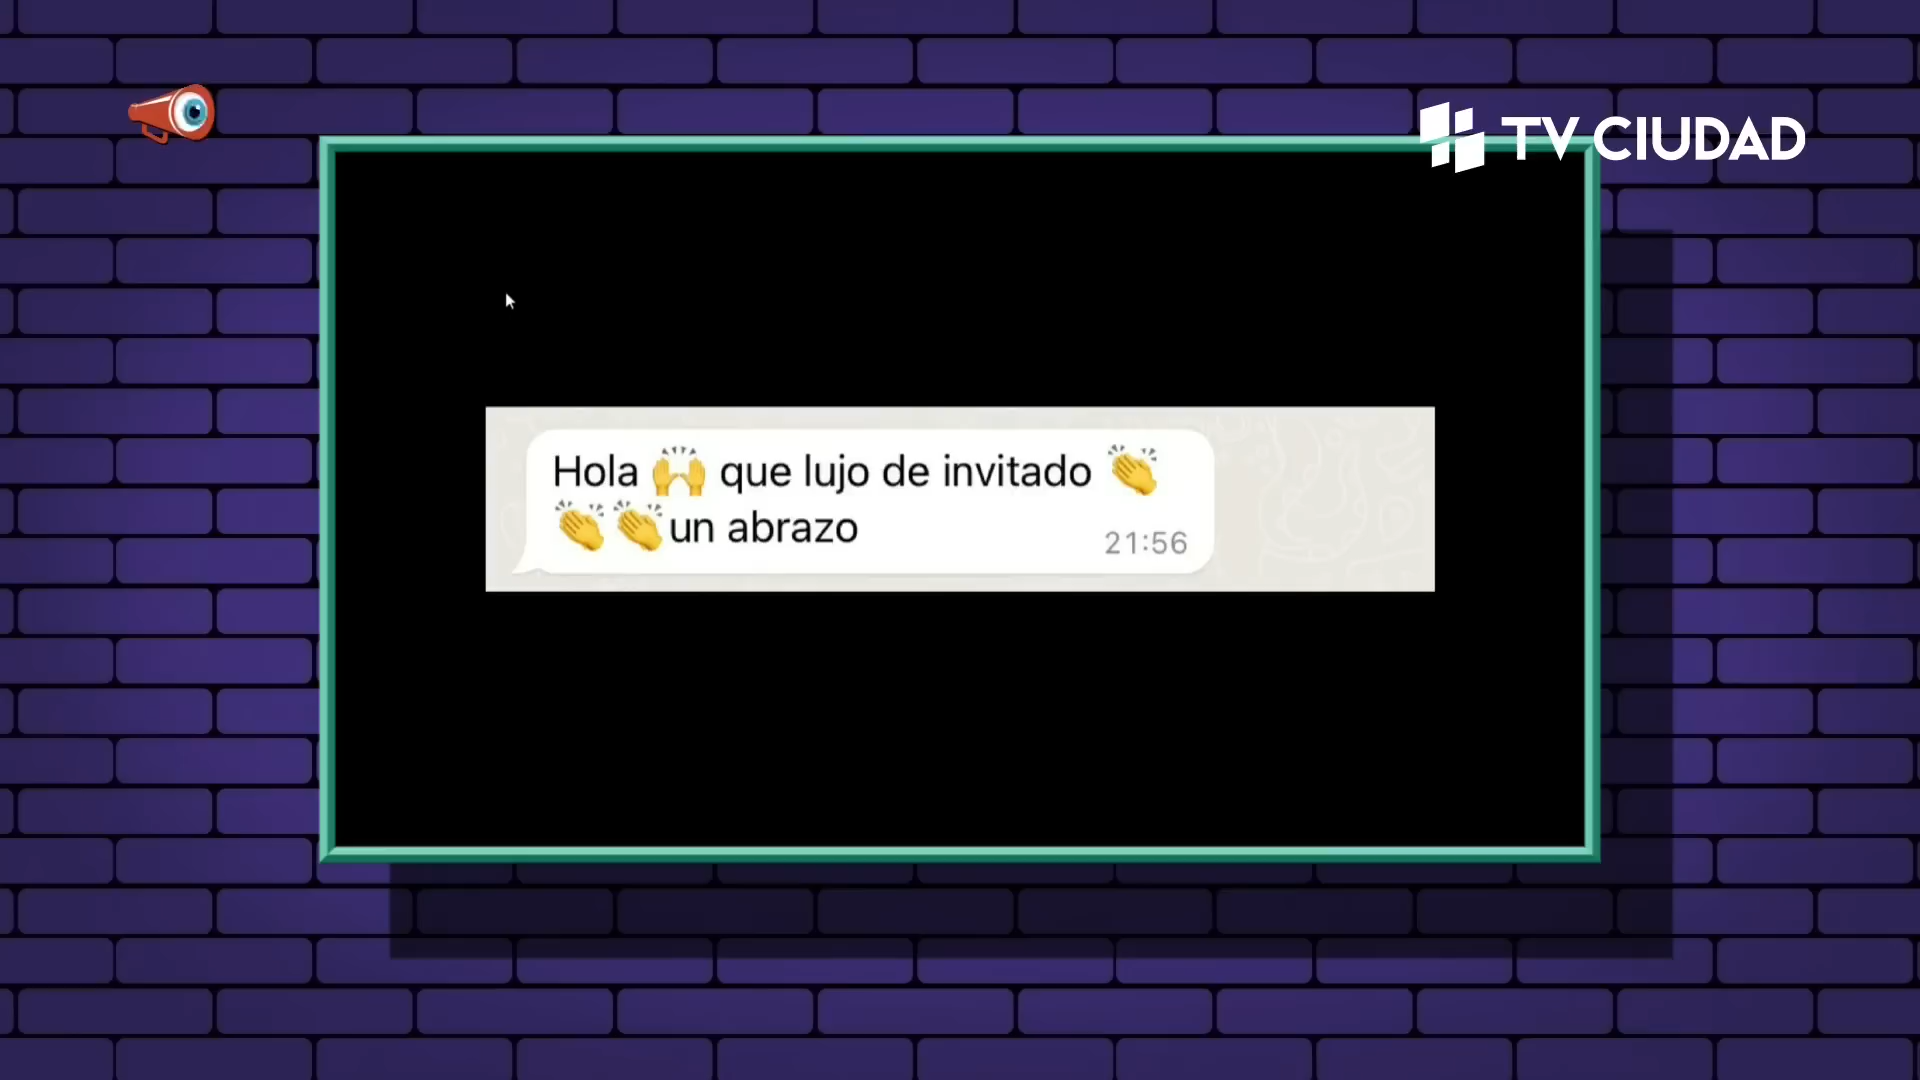 TV CIUDAD
Hola 🙌 que lujo de invitado 👏
👏👏un abrazo
21:56